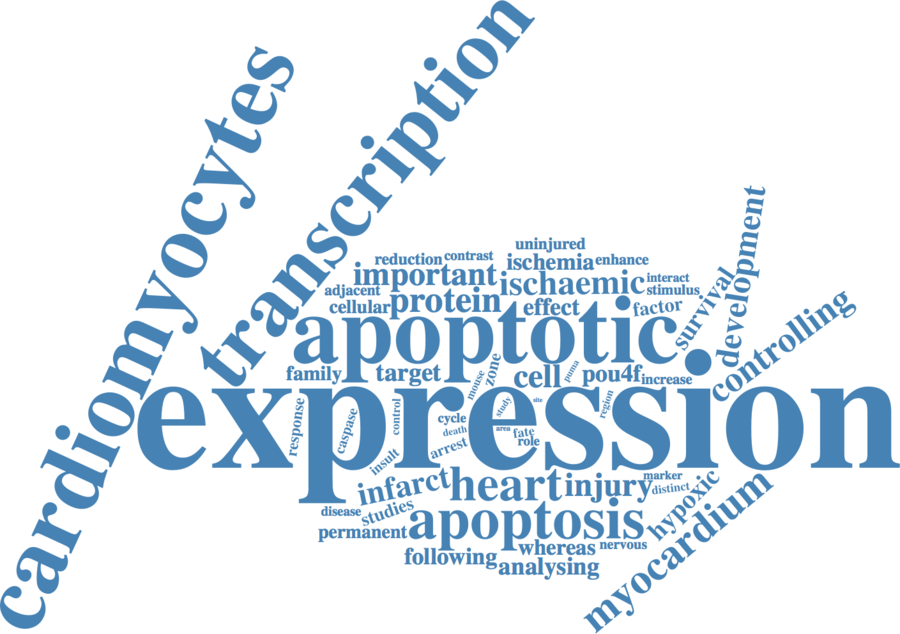 cardiomyocytes
transcription
uninjured
reduction contrast
ischemia enhance
important
ischaemic interact
adjacent
stimulus
cellular protein effect factor
survival
development
apoptotic
controlling
family target cell puma pou4f increase
zone
mouse
expression
response
caspase
control
insult
cycle
death
arrest
study
site
area
fate
role
region
infarct heart injury marker
distinct
hypoxic
myocardium
disease studies
permanent apoptosis
following whereas nervous
analysing